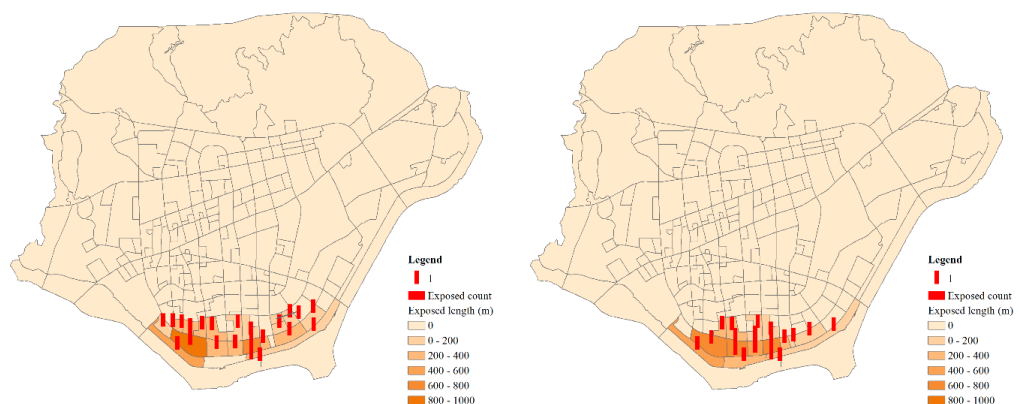 Legend
1
Exposed count
Exposed length (m)
0
0 - 200
200 - 400
400 - 600
600 - 800
800 - 1000
Legend
1
Exposed count
Exposed length (m)
0
0 - 200
200 - 400
400 - 600
600 - 800
800 - 1000